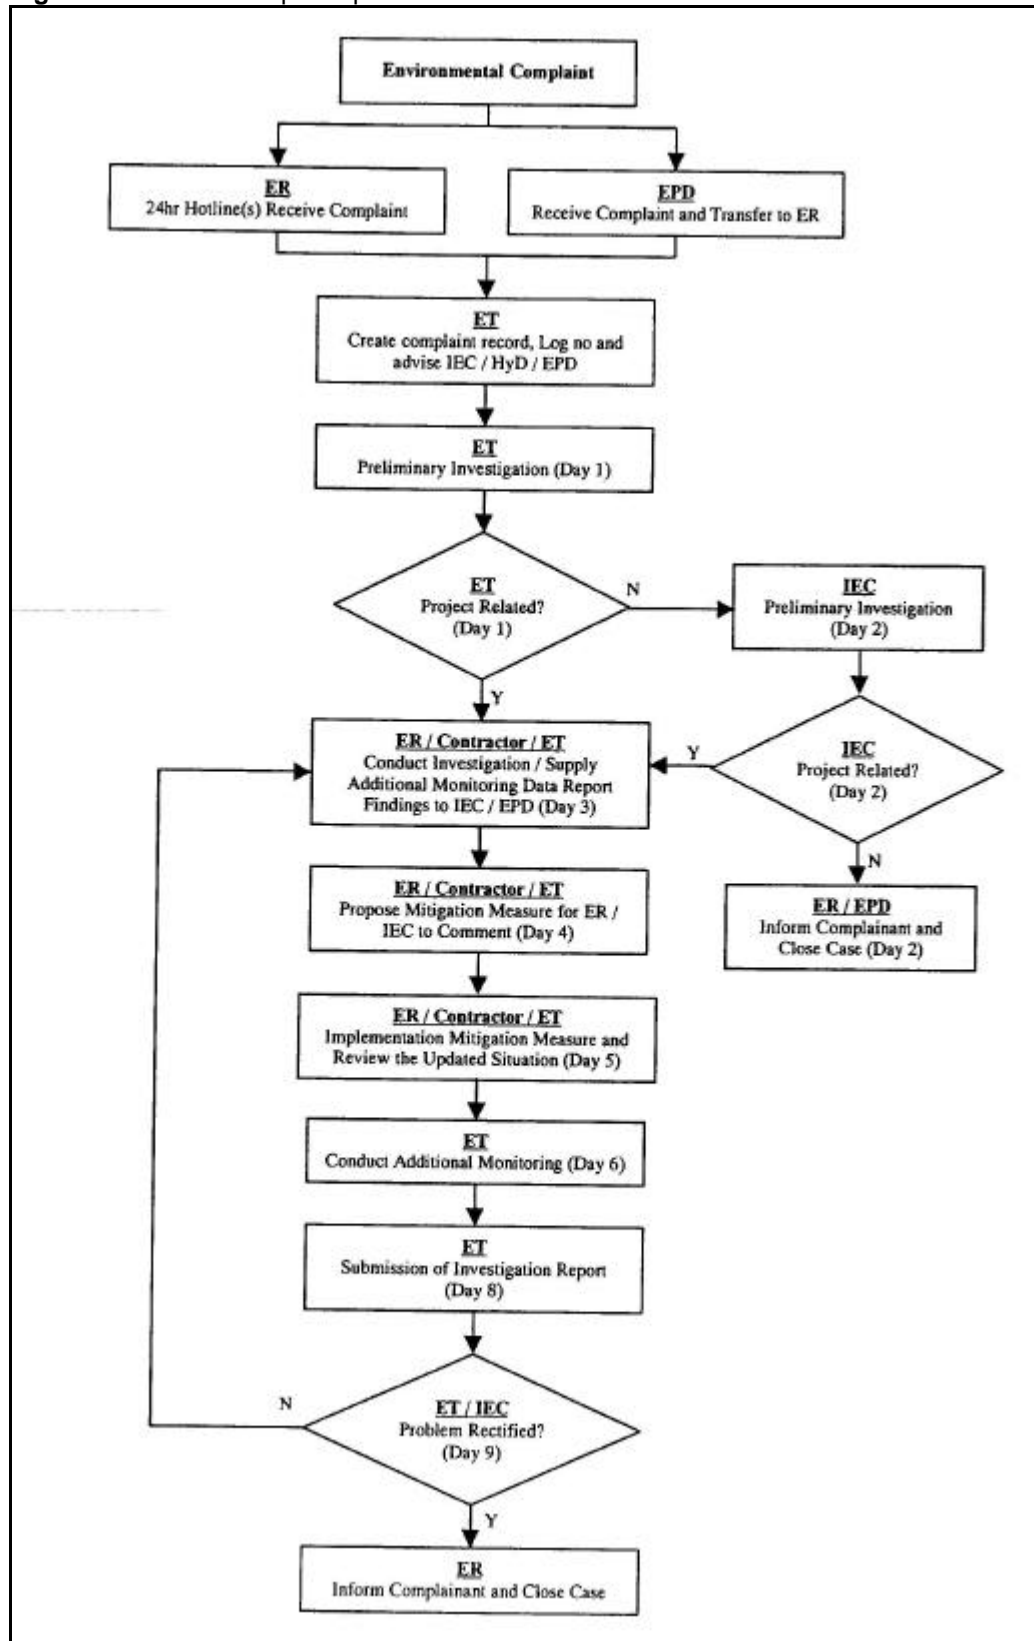 Environmental Complaint
ER
24hr Hotline(s) Receive Complaint
EPD
Receive Complaint and Transfer to ER
ET
Create complaint record, Log no and
advise IEC / HyD / EPD
ET
Preliminary Investigation (Day 1)
ET
Project Related?
(Day 1)
N
IEC
Preliminary Investigation
(Day 2)
Y
ER / Contractor / ET
Conduct Investigation / Supply
Additional Monitoring Data Report
Findings to IEC / EPD (Day 3)
Y
IEC
Project Related?
(Day 2)
N
ER / Contractor / ET
Propose Mitigation Measure for ER /
IEC to Comment (Day 4)
ER / EPD
Inform Complainant and
Close Case (Day 2)
ER / Contractor / ET
Implementation Mitigation Measure and
Review the Updated Situation (Day 5)
ET
Conduct Additional Monitoring (Day 6)
ET
Submission of Investigation Report
(Day 8)
N
ET / IEC
Problem Rectified?
(Day 9)
Y
ER
Inform Complainant and Close Case